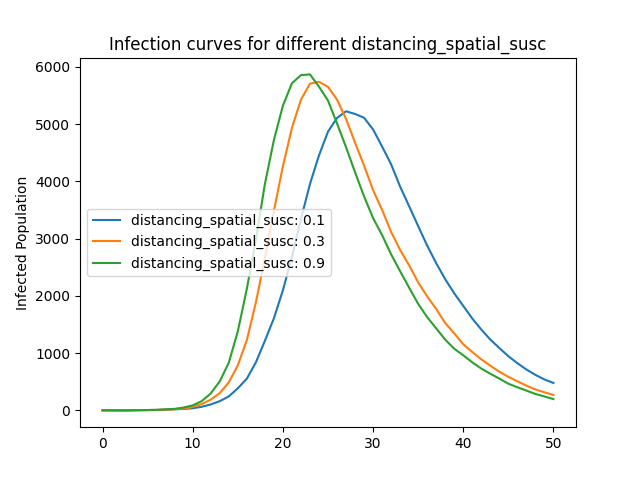 Infection curves for different distancing_spatial_susc
6000
5000
4000
3000
2000
1000
0
Infected Population
distancing_spatial_susc: 0.1
distancing_spatial_susc: 0.3
distancing_spatial_susc: 0.9
0 10 20 30 40 50